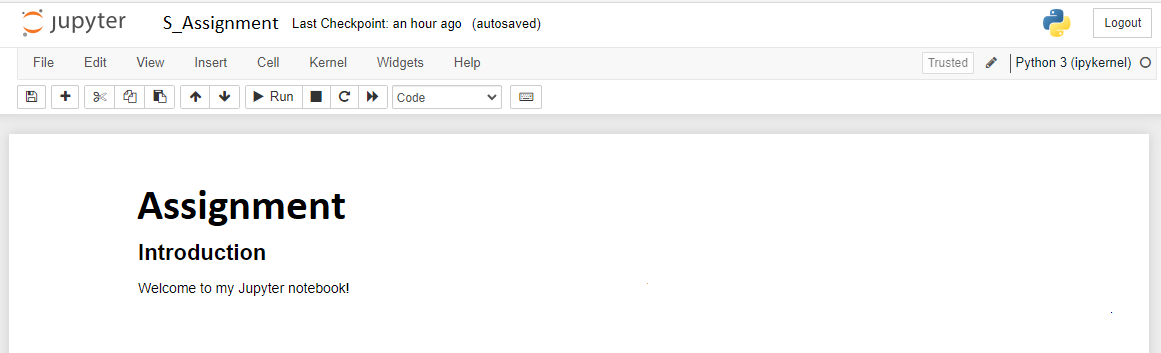 jupyter S_Assignment Last Checkpoint: an hour ago (autosaved) Logout
File Edit View Insert Cell Kernel Widgets Help Trusted Python 3 (ipykernel)
Run Code
Assignment
Introduction
Welcome to my Jupyter notebook!